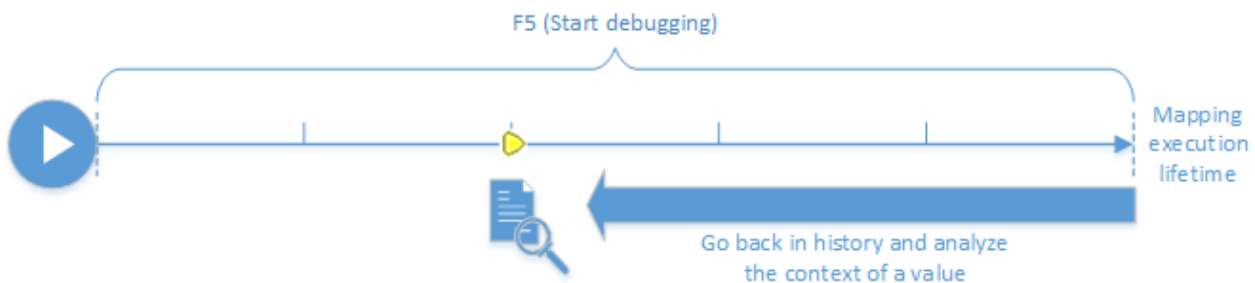 F5 (Start debugging)
Mapping
execution
lifetime
Go back in history and analyze
the context of a value